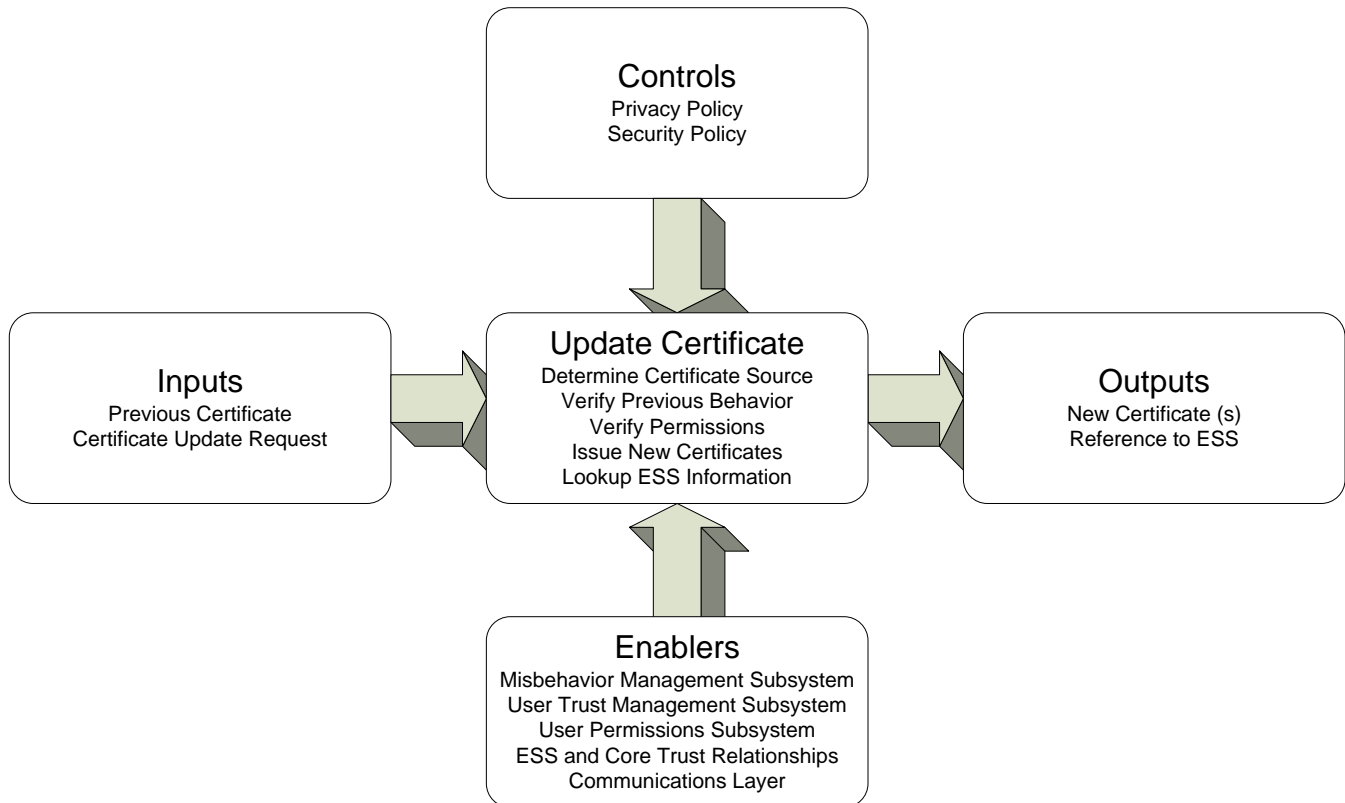 Controls
Privacy Policy
Security Policy
Inputs
Previous Certificate
Certificate Update Request
Update Certificate
Determine Certificate Source
Verify Previous Behavior
Verify Permissions
Issue New Certificates
Lookup ESS Information
Outputs
New Certificate (s)
Reference to ESS
Enablers
Misbehavior Management Subsystem
User Trust Management Subsystem
User Permissions Subsystem
ESS and Core Trust Relationships
Communications Layer